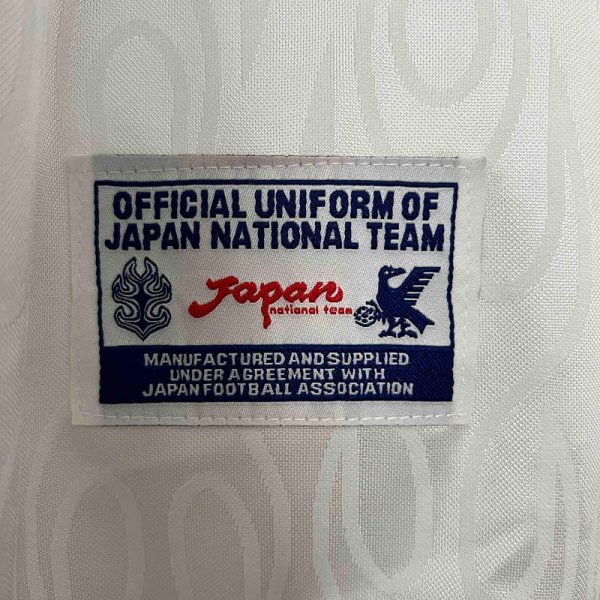 OFFICIAL UNIFORM OF
JAPAN NATIONAL TEAM
Japan
national team
MANUFACTURED AND SUPPLIED
UNDER AGREEMENT WITH
JAPAN FOOTBALL ASSOCIATION